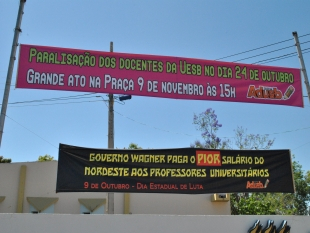 PARALISAÇÃO DOS DOCENTES DA UESB NO DIA 24 DE OUTUBRO
GRANDE ATO NA PRAÇA 9 DE NOVEMBRO ÀS 15H
Adusb
GOVERNO WAGNER PAGA O PIOR SALÁRIO DO
NORDESTE AOS PROFESSORES UNIVERSITÁRIOS
9 DE OUTUBRO - DIA ESTADUAL DE LUTA
Adusb